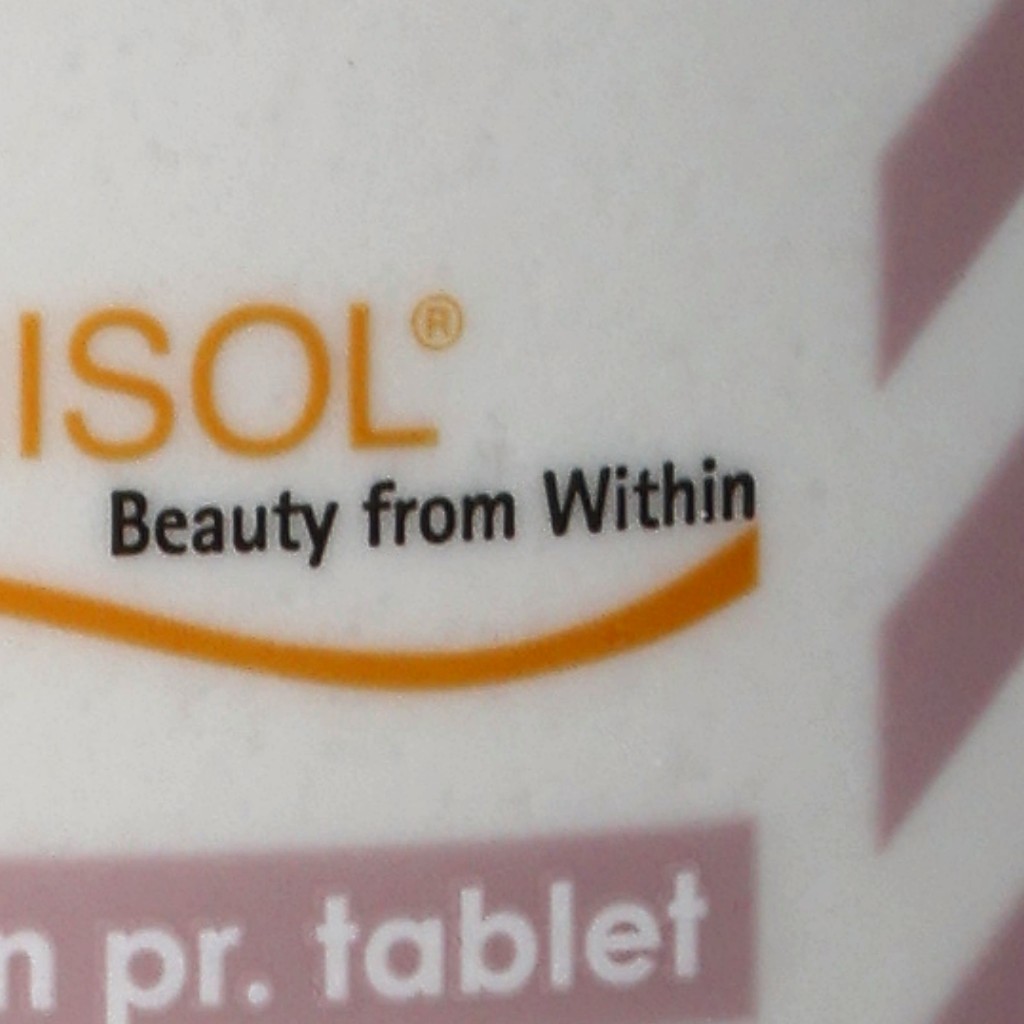 ISOL®
Beauty from Within
n pr. tablet